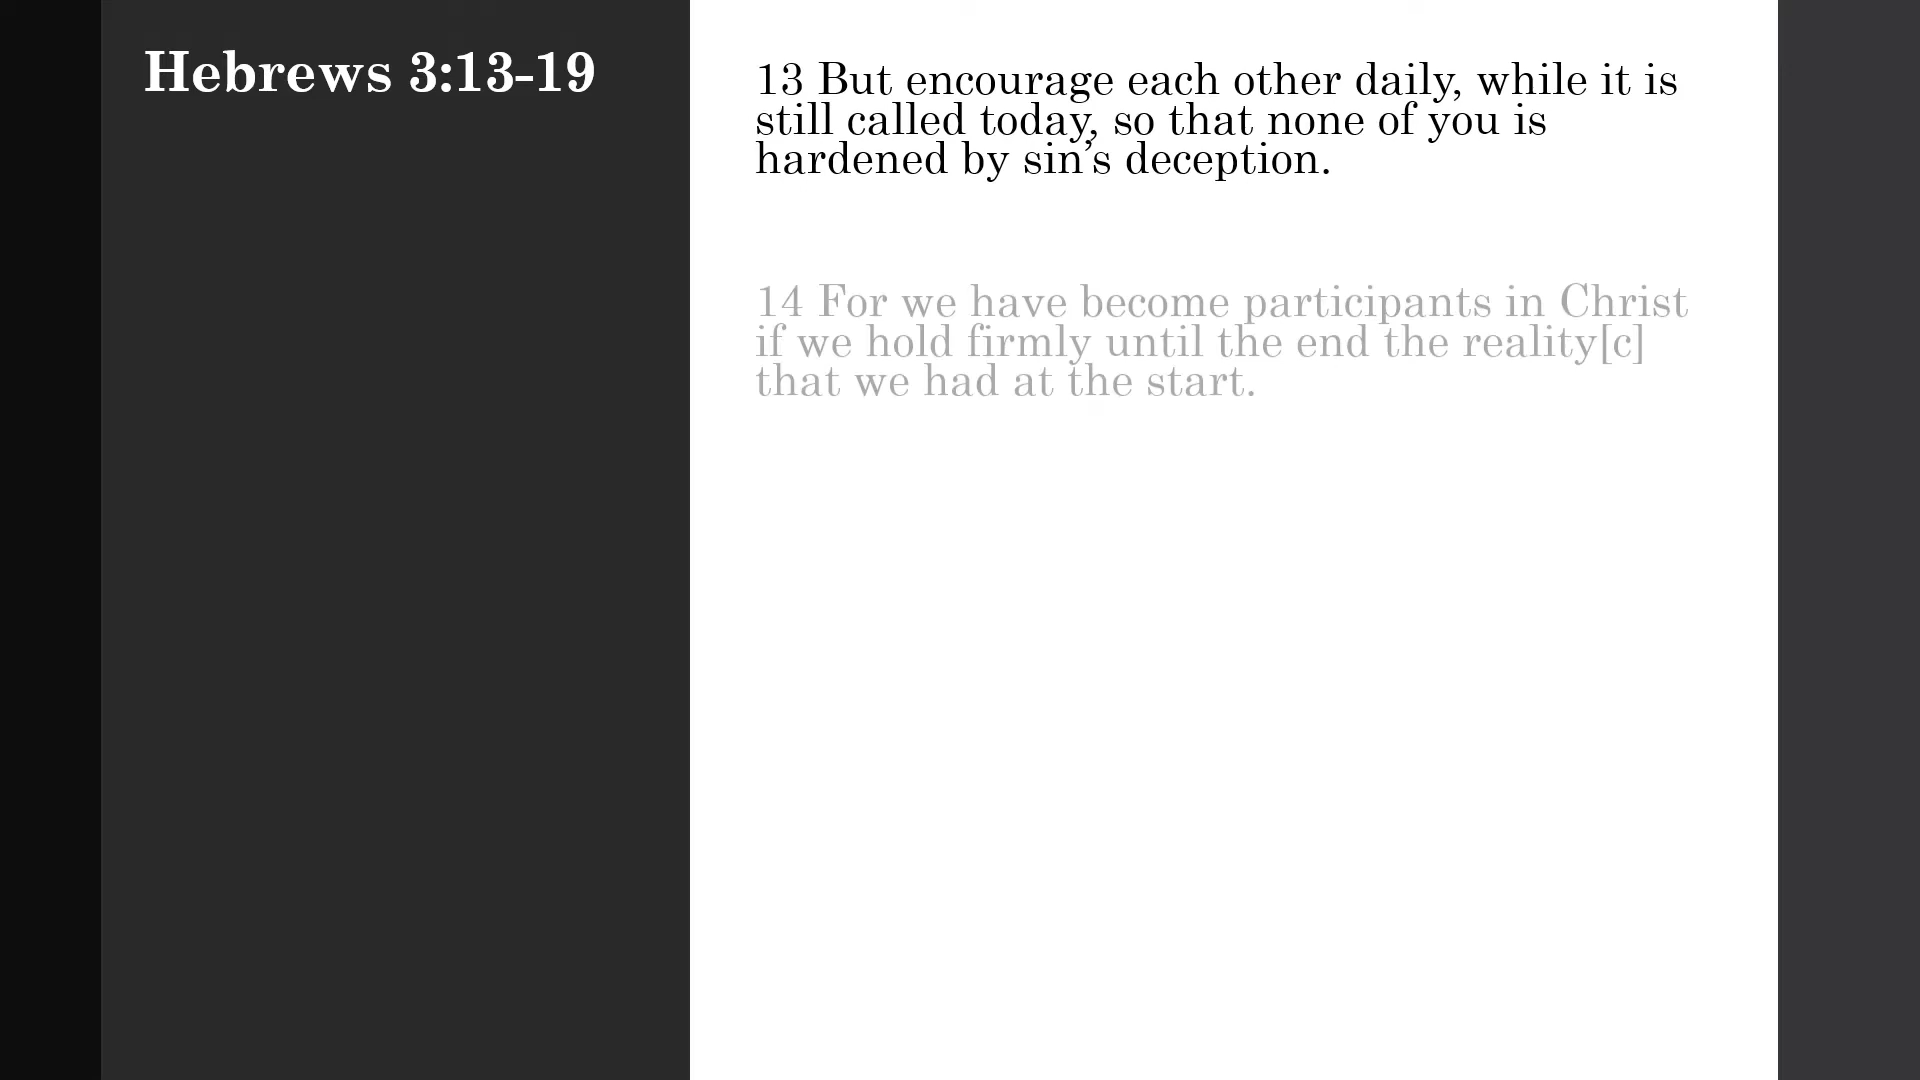 Hebrews 3:13-19
13 But encourage each other daily, while it is
still called today, so that none of you is
hardened by sin’s deception.
14 For we have become participants in Christ
if we hold firmly until the end the reality[c]
that we had at the start.